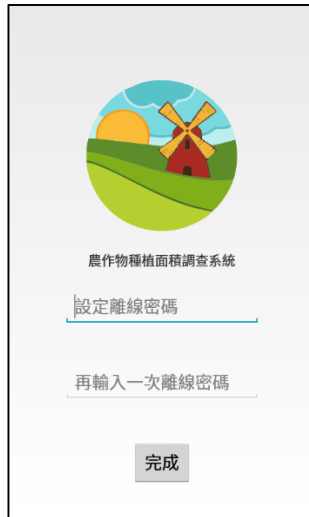 農作物種植面積調查系統
設定離線密碼
再輸入一次離線密碼
完成